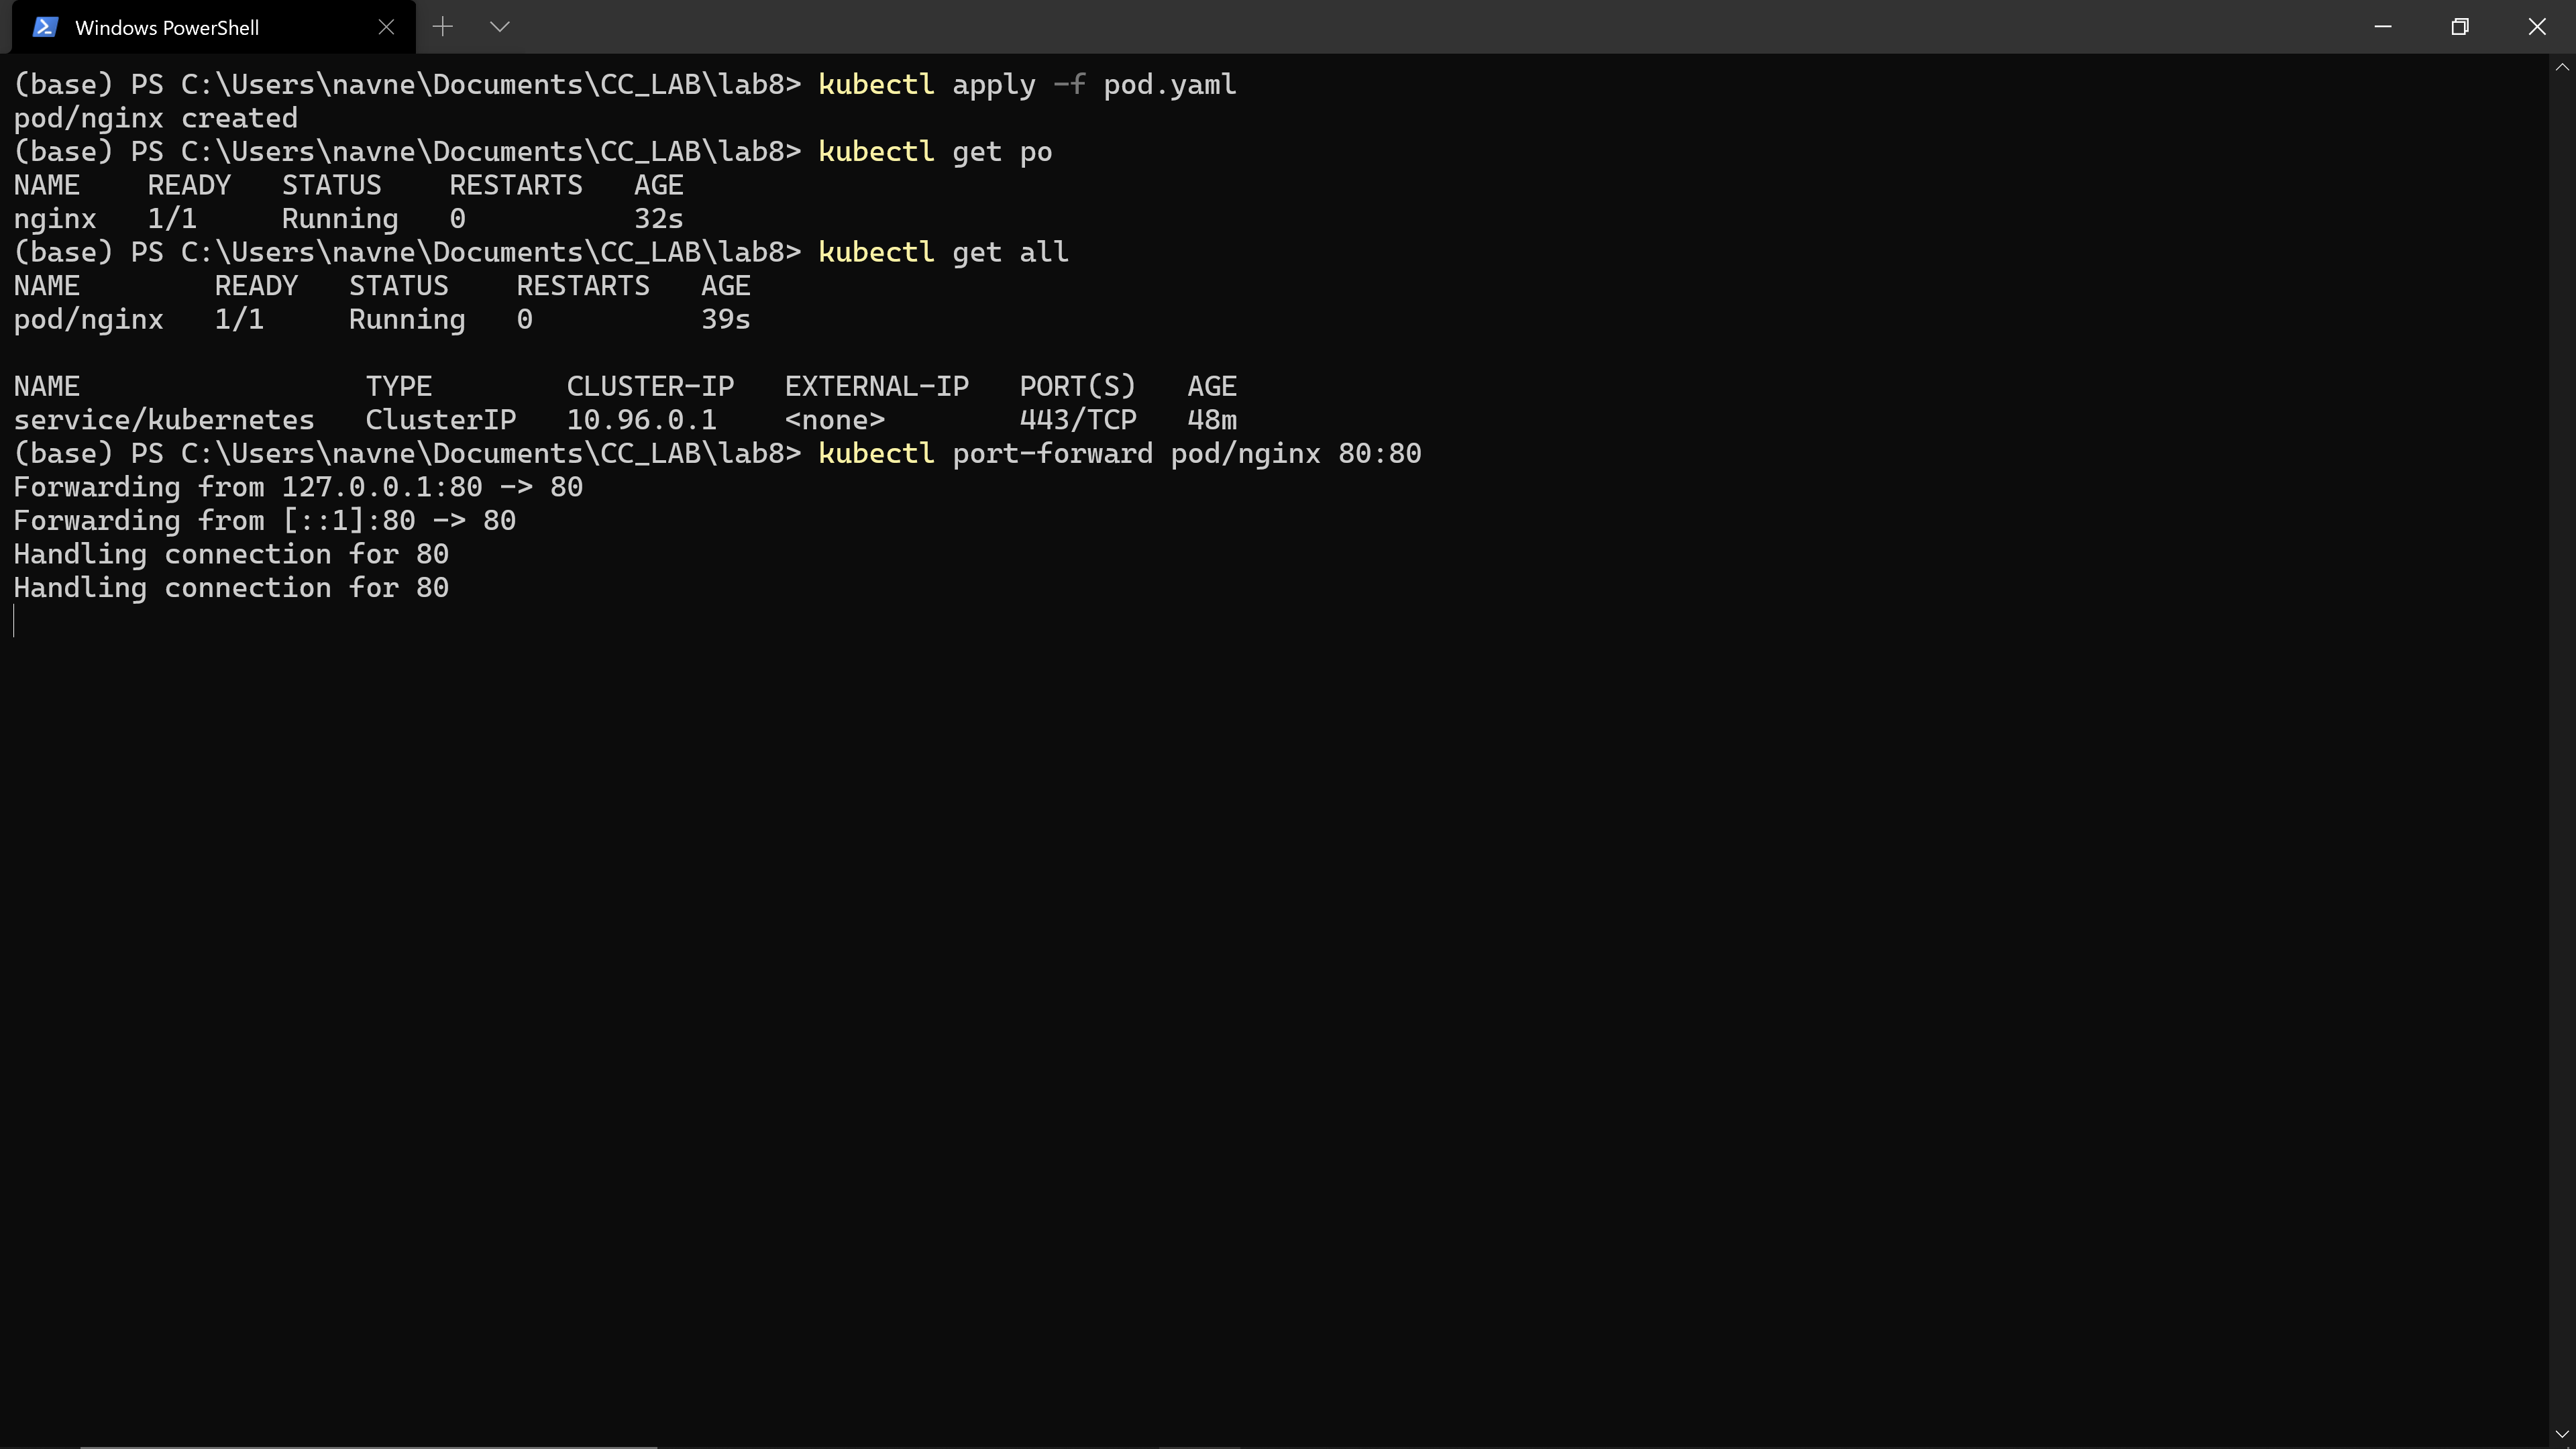 Windows PowerShell
(base) PS C:\Users\navne\Documents\CC_LAB\lab8> kubectl apply -f pod.yaml
pod/nginx created
(base) PS C:\Users\navne\Documents\CC_LAB\lab8> kubectl get po
NAME    READY   STATUS    RESTARTS   AGE
nginx   1/1     Running   0          32s
(base) PS C:\Users\navne\Documents\CC_LAB\lab8> kubectl get all
NAME        READY   STATUS    RESTARTS   AGE
pod/nginx   1/1     Running   0          39s

NAME                 TYPE        CLUSTER-IP   EXTERNAL-IP   PORT(S)   AGE
service/kubernetes   ClusterIP   10.96.0.1    <none>        443/TCP   48m
(base) PS C:\Users\navne\Documents\CC_LAB\lab8> kubectl port-forward pod/nginx 80:80
Forwarding from 127.0.0.1:80 -> 80
Forwarding from [::1]:80 -> 80
Handling connection for 80
Handling connection for 80